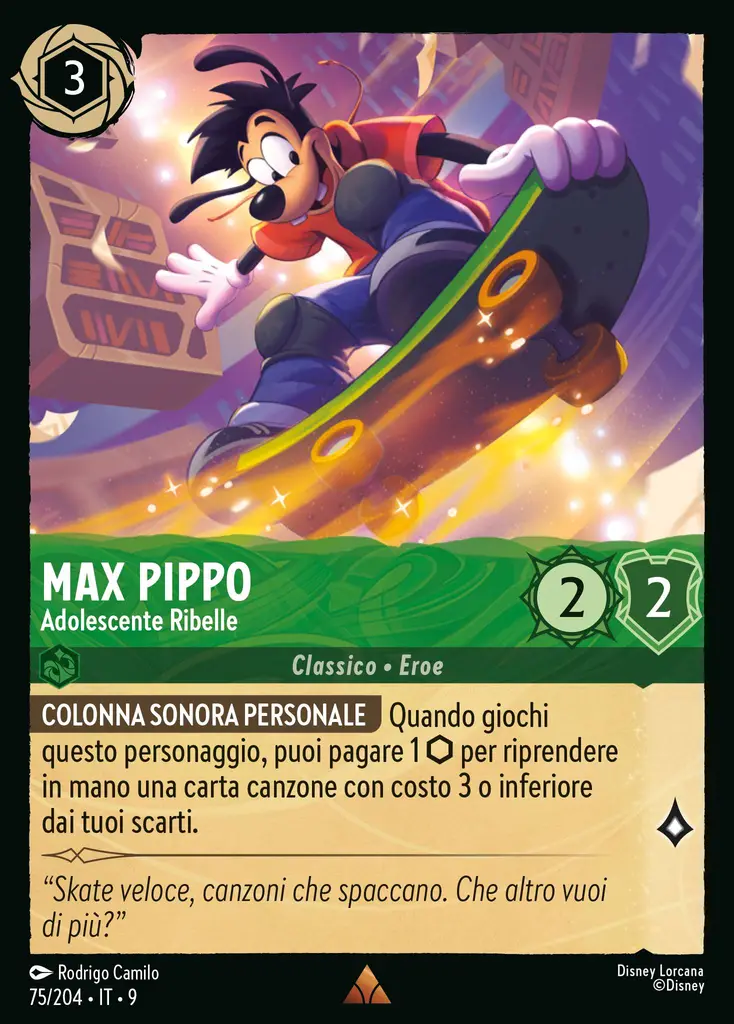 3
MAX PIPPO
Adolescente Ribelle
2
2
Classico • Eroe
COLONNA SONORA PERSONALE Quando giochi
questo personaggio, puoi pagare 1 ⬡ per riprendere
in mano una carta canzone con costo 3 o inferiore
dai tuoi scarti.
“Skate veloce, canzoni che spaccano. Che altro vuoi
di più?”
Rodrigo Camilo
75/204 • IT • 9
Disney Lorcana
©Disney